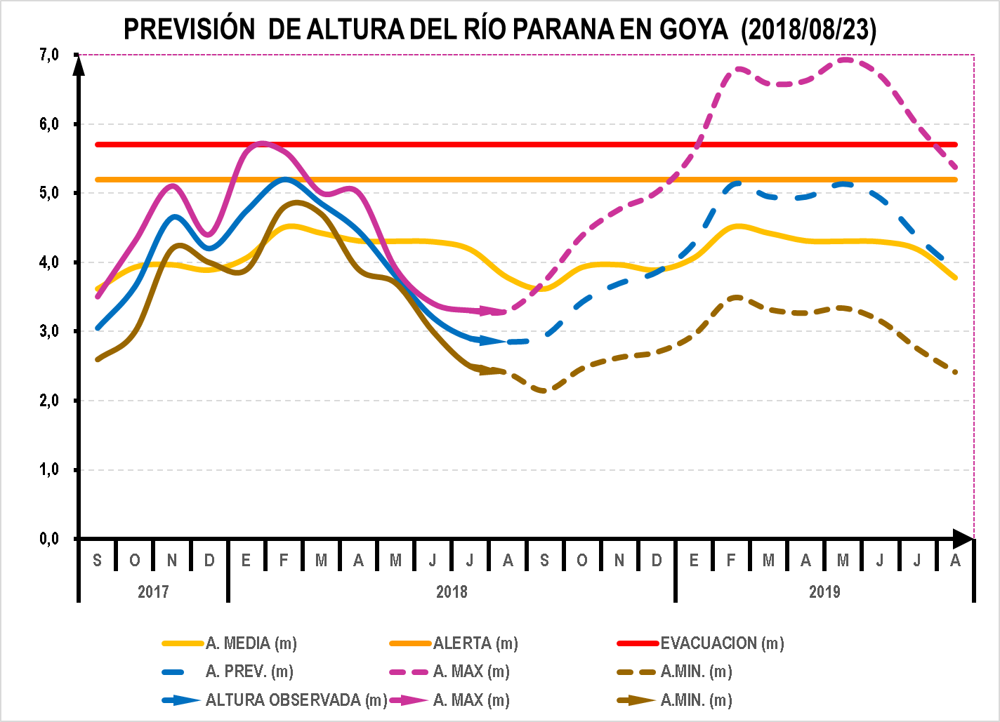 PREVISIÓN DE ALTURA DEL RÍO PARANA EN GOYA (2018/08/23)
7,0
6,0
5,0
4,0
3,0
2,0
1,0
0,0
S O N D E F M A M J J A S O N D E F M A M J J A
2017 2018 2019
A. MEDIA (m) ALERTA (m) EVACUACION (m)
A. PREV. (m) A. MAX (m) A.MIN. (m)
ALTURA OBSERVADA (m) A. MAX (m) A.MIN. (m)